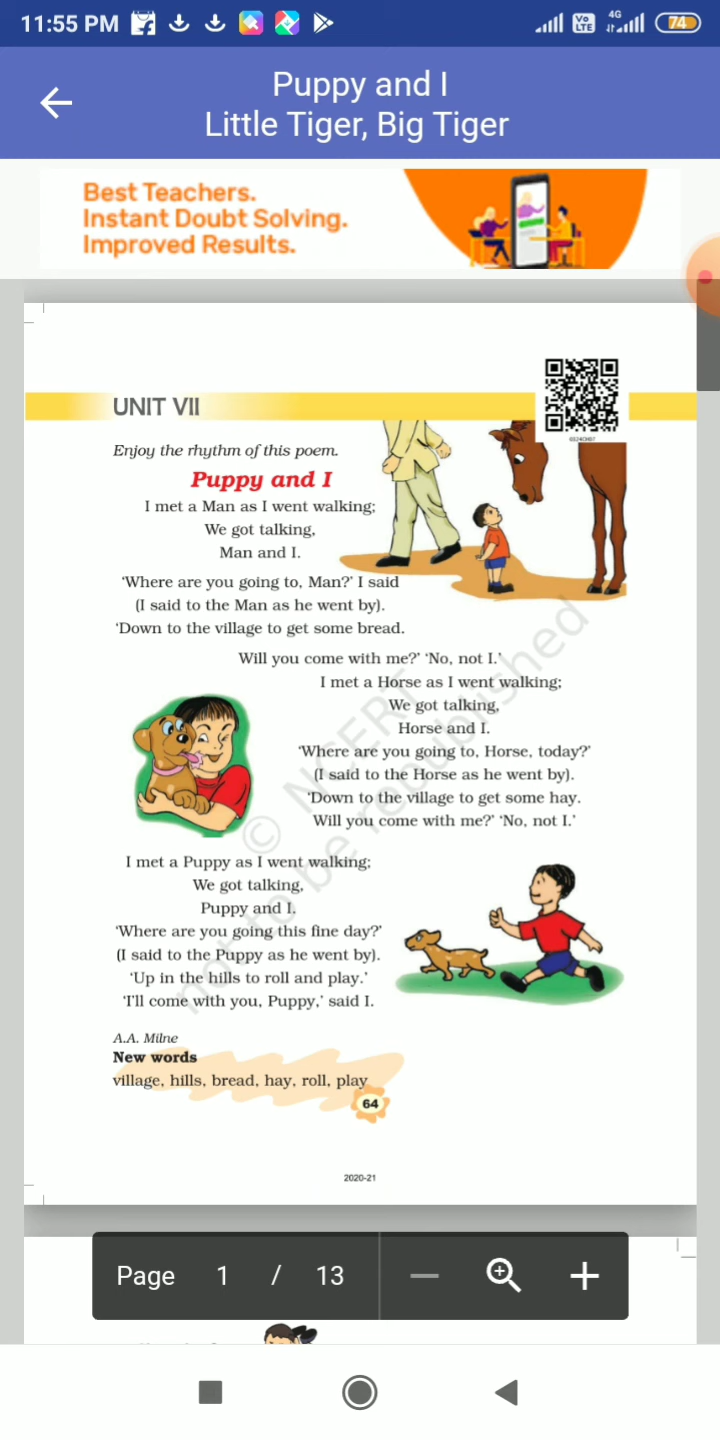 11:55 PM
4G
Vo
LTE
74
Puppy and I
Little Tiger, Big Tiger
Best Teachers.
Instant Doubt Solving.
Improved Results.
UNIT VII
Enjoy the rhythm of this poem.
Puppy and I
I met a Man as I went walking;
We got talking,
Man and I.
‘Where are you going to, Man?’ I said
(I said to the Man as he went by).
‘Down to the village to get some bread.
Will you come with me?’ ‘No, not I.’
I met a Horse as I went walking;
We got talking,
Horse and I.
‘Where are you going to, Horse, today?’
(I said to the Horse as he went by).
‘Down to the village to get some hay.
Will you come with me?’ ‘No, not I.’
I met a Puppy as I went walking;
We got talking,
Puppy and I.
‘Where are you going this fine day?’
(I said to the Puppy as he went by).
‘Up in the hills to roll and play.’
‘I’ll come with you, Puppy,’ said I.
A.A. Milne
New words
village, hills, bread, hay, roll, play
64
2020-21
© NCERT
not to be republished
Page 1 / 13